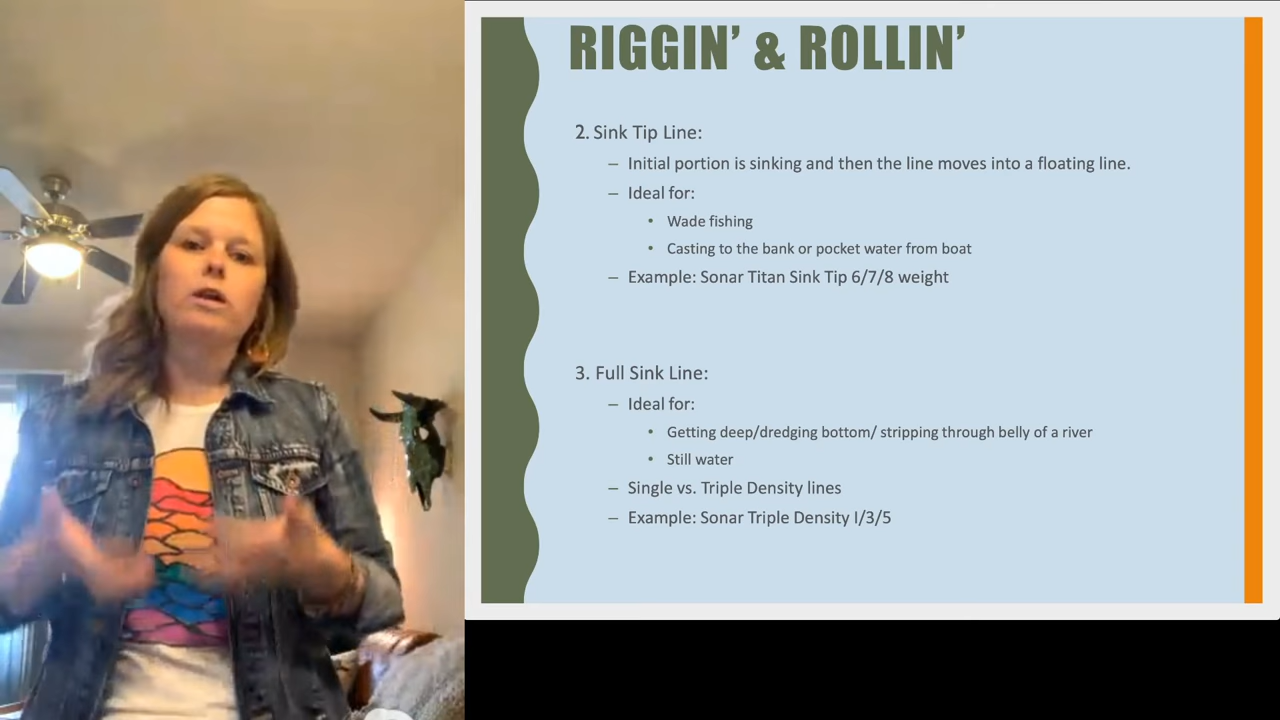 RIGGIN' & ROLLIN'
2. Sink Tip Line:
– Initial portion is sinking and then the line moves into a floating line.
– Ideal for:
• Wade fishing
• Casting to the bank or pocket water from boat
– Example: Sonar Titan Sink Tip 6/7/8 weight
3. Full Sink Line:
– Ideal for:
• Getting deep/dredging bottom/ stripping through belly of a river
• Still water
– Single vs. Triple Density lines
– Example: Sonar Triple Density I/3/5